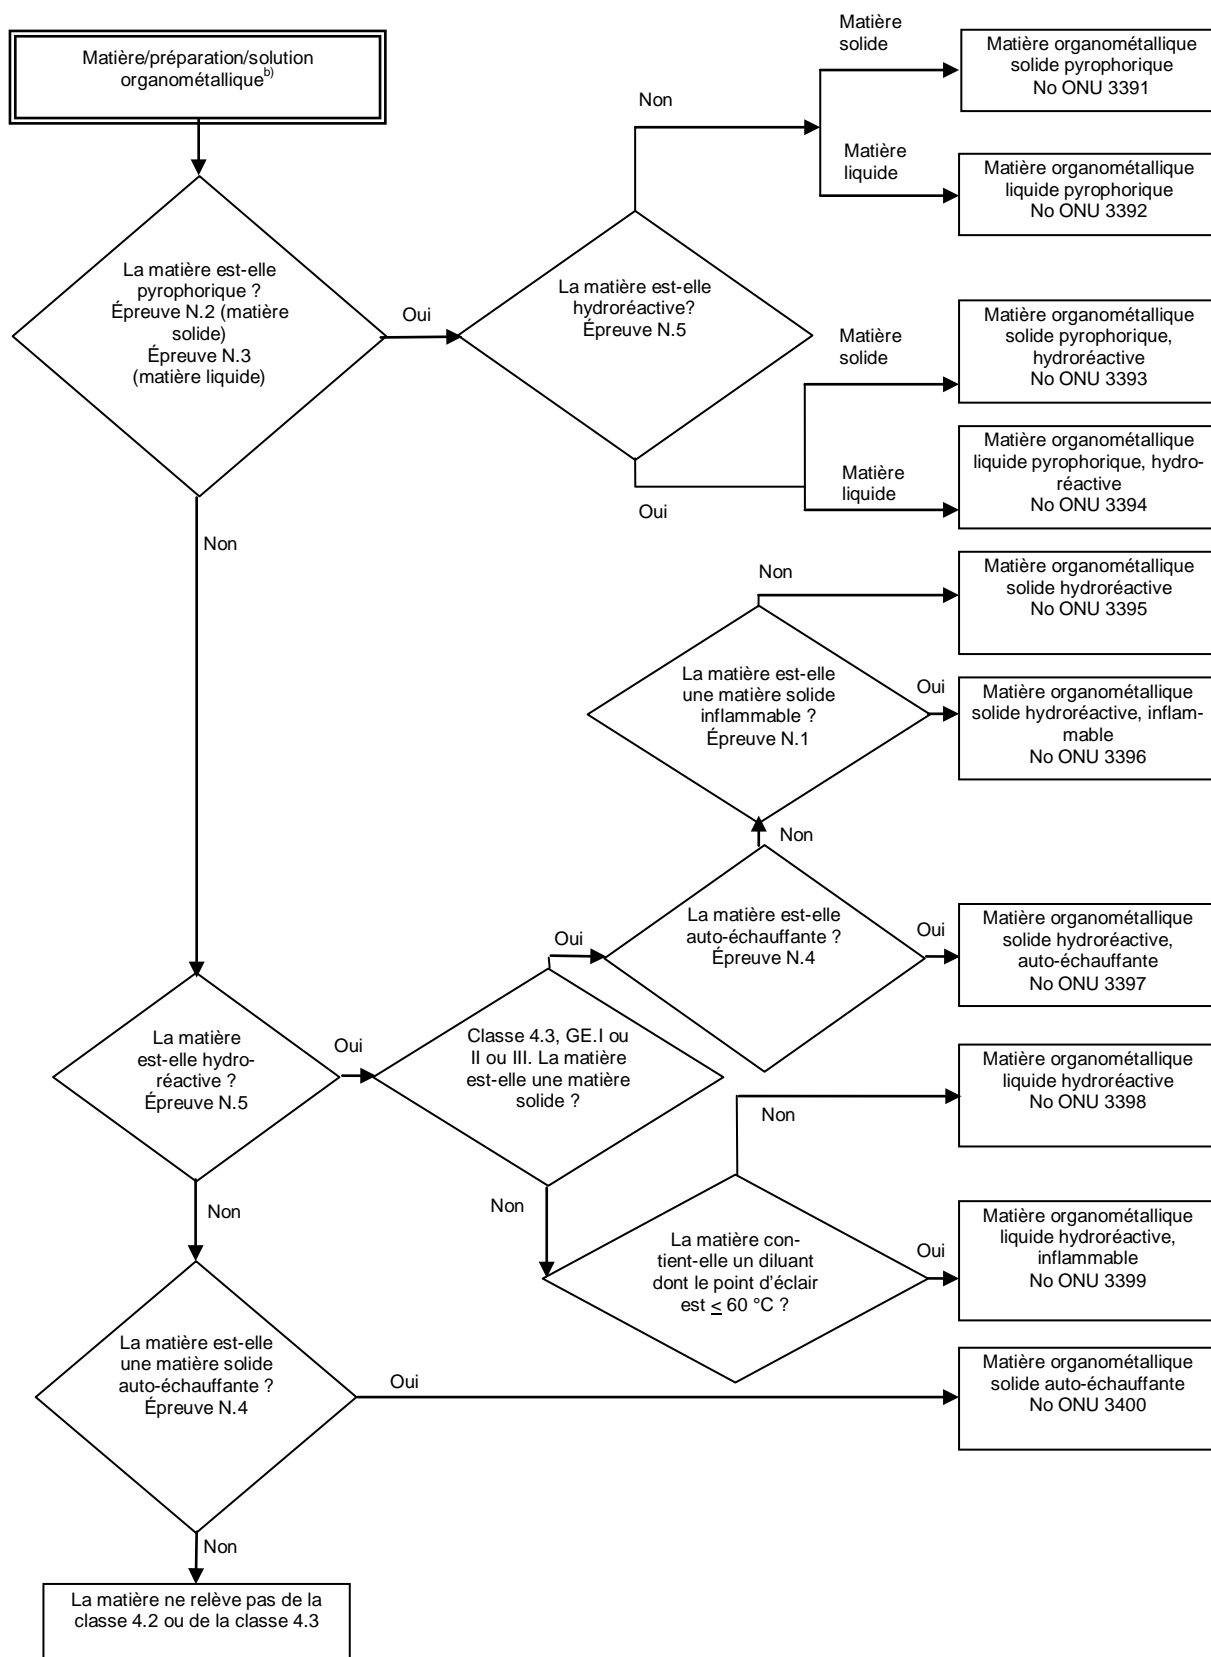 Matière/préparation/solution
organométallique b)
Matière
solide
Matière organométallique
solide pyrophorique
No ONU 3391
Non
Matière
liquide
Matière organométallique
liquide pyrophorique
No ONU 3392
La matière est-elle
pyrophorique ?
Épreuve N.2 (matière
solide)
Épreuve N.3
(matière liquide)
Oui
La matière est-elle
hydroréactive?
Épreuve N.5
Matière
solide
Matière organométallique
solide pyrophorique,
hydroréactive
No ONU 3393
Matière
liquide
Oui
Matière organométallique
liquide pyrophorique, hydro-
réactive
No ONU 3394
Non
Non
Matière organométallique
solide hydroréactive
No ONU 3395
La matière est-elle
une matière solide
inflammable ?
Épreuve N.1
Oui
Matière organométallique
solide hydroréactive, inflam-
mable
No ONU 3396
Non
La matière est-elle
auto-échauffante ?
Épreuve N.4
Oui
Oui
Matière organométallique
solide hydroréactive,
auto-échauffante
No ONU 3397
La matière
est-elle hydro-
réactive ?
Épreuve N.5
Oui
Classe 4.3, GE.I ou
II ou III. La matière
est-elle une matière
solide ?
Non
Matière organométallique
liquide hydroréactive
No ONU 3398
Non
Non
La matière con-
tient-elle un diluant
dont le point d'éclair
est ≤ 60 °C ?
Oui
Matière organométallique
liquide hydroréactive,
inflammable
No ONU 3399
La matière est-elle
une matière solide
auto-échauffante ?
Épreuve N.4
Oui
Matière organométallique
solide auto-échauffante
No ONU 3400
Non
La matière ne relève pas de la
classe 4.2 ou de la classe 4.3